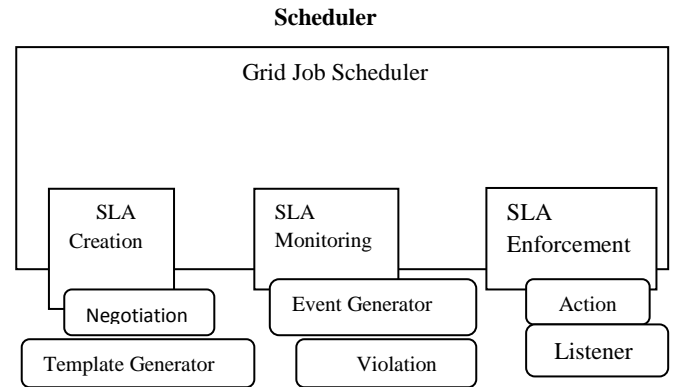 Scheduler
Grid Job Scheduler
SLA
Creation
SLA
Monitoring
SLA
Enforcement
Negotiation
Event Generator
Action
Template Generator
Violation
Listener